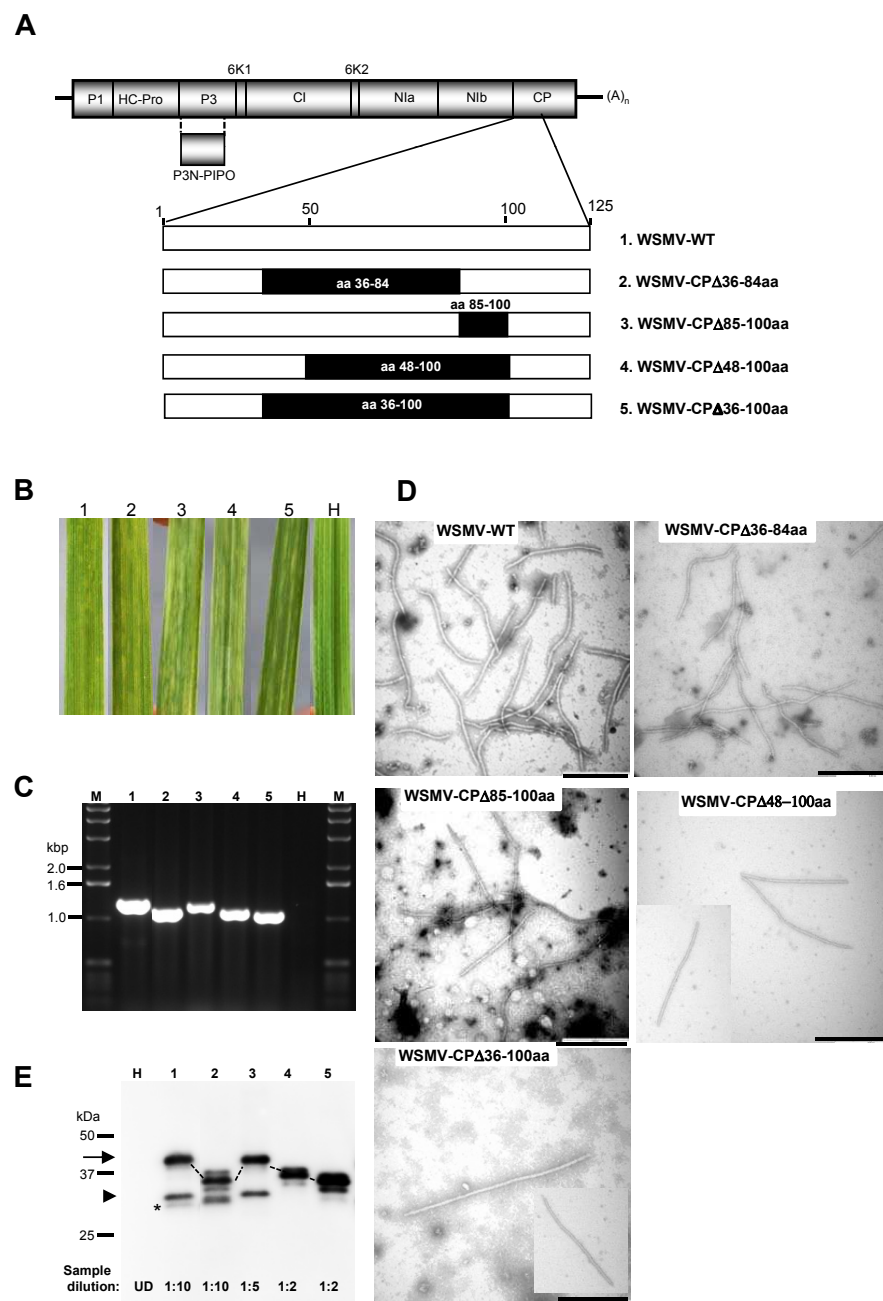 A
6K1 6K2
P1 HC-Pro P3 CI NIa NIb CP (A)n
P3N-PIPO
1 50 100 125
1. WSMV-WT
aa 36-84 2. WSMV-CPΔ36-84aa
aa 85-100
3. WSMV-CPΔ85-100aa
aa 48-100 4. WSMV-CPΔ48-100aa
aa 36-100 5. WSMV-CPΔ36-100aa
B
1 2 3 4 5 H
C
M 1 2 3 4 5 H M
kbp
2.0
1.6
1.0
D
WSMV-WT
WSMV-CPΔ36-84aa
WSMV-CPΔ85-100aa
WSMV-CPΔ48–100aa
WSMV-CPΔ36-100aa
E
H 1 2 3 4 5
kDa
50
37
*
25
Sample
dilution: UD 1:10 1:10 1:5 1:2 1:2